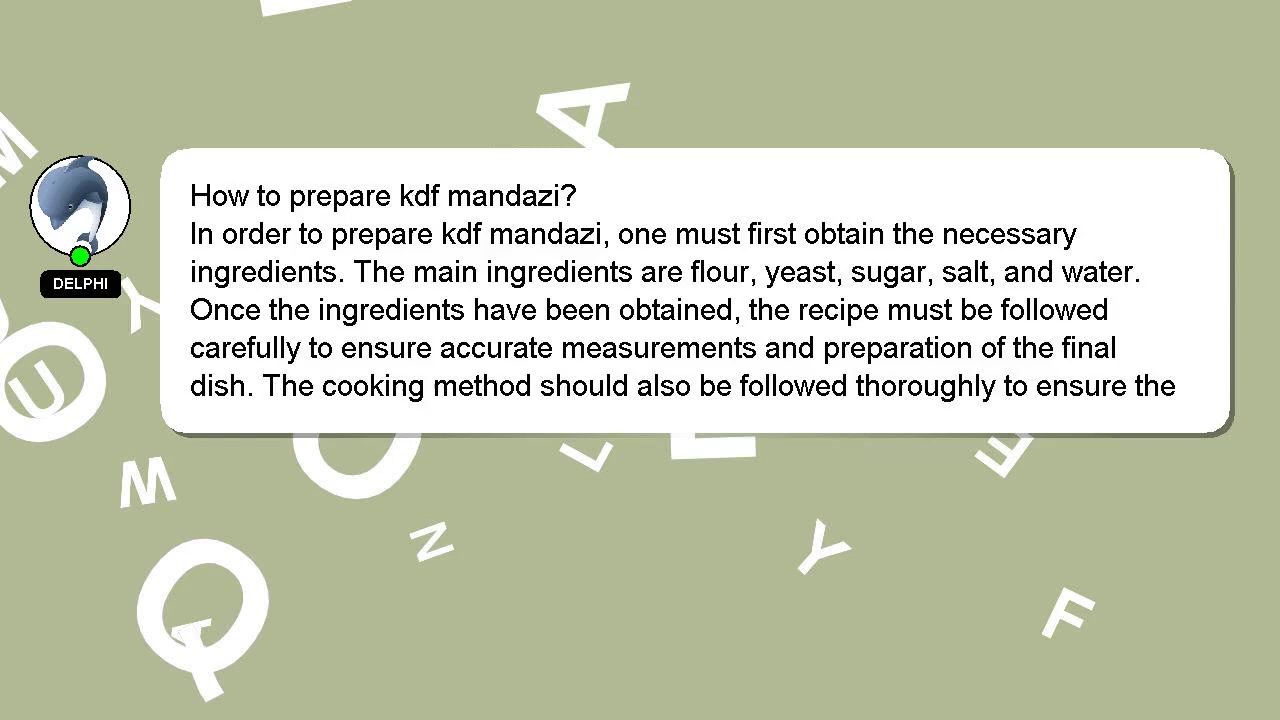 How to prepare kdf mandazi?
In order to prepare kdf mandazi, one must first obtain the necessary
ingredients. The main ingredients are flour, yeast, sugar, salt, and water.
Once the ingredients have been obtained, the recipe must be followed
carefully to ensure accurate measurements and preparation of the final
dish. The cooking method should also be followed thoroughly to ensure the
DELPHI
A
M
Y
U
O
W
L
E
N
Y
Q
T
F